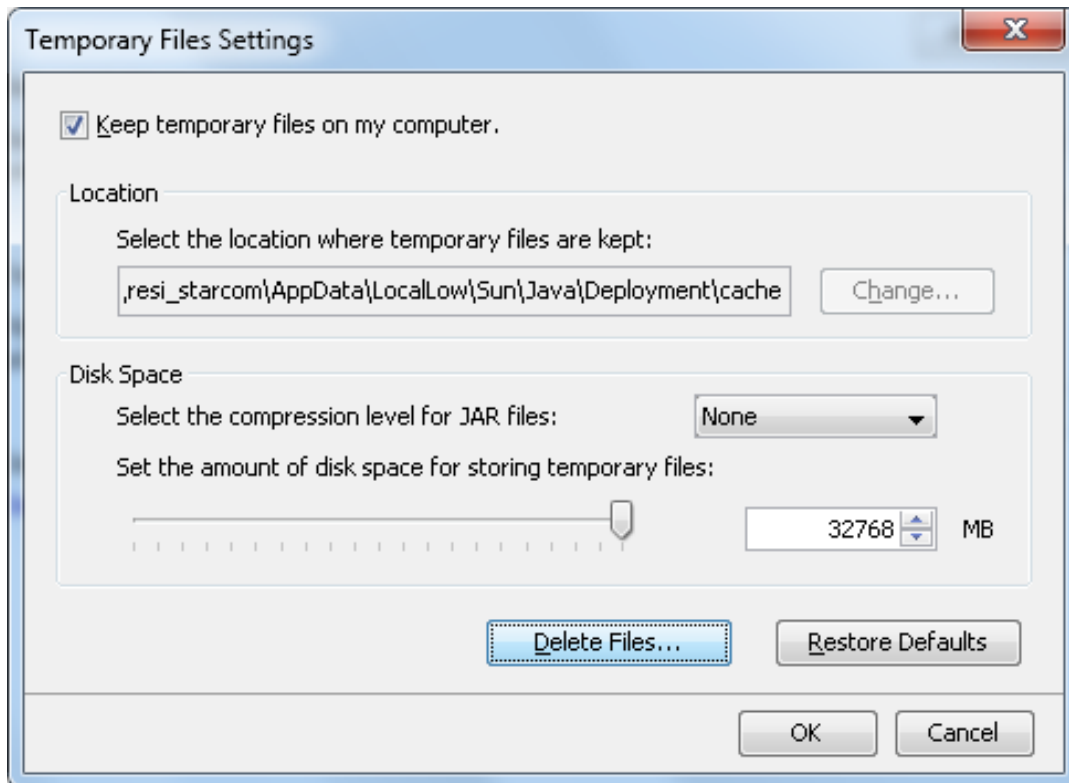 Temporary Files Settings
Keep temporary files on my computer.
Location
Select the location where temporary files are kept:
,resi_starcom\AppData\LocalLow\Sun\Java\Deployment\cache
Change...
Disk Space
Select the compression level for JAR files:
None
Set the amount of disk space for storing temporary files:
32768
MB
Delete Files...
Restore Defaults
OK
Cancel